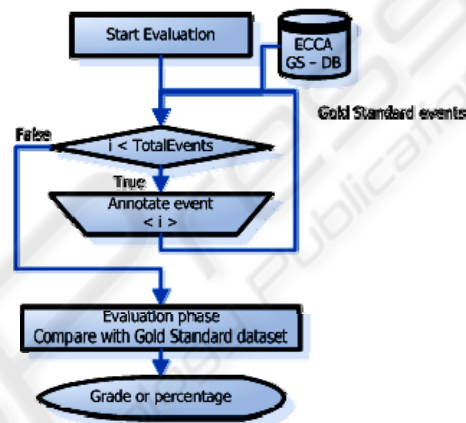 Start Evaluation
ECCA
GS – DB
Gold Standard events
False
i < TotalEvents
True
Annotate event
< i >
Evaluation phase
Compare with Gold Standard dataset
Grade or percentage